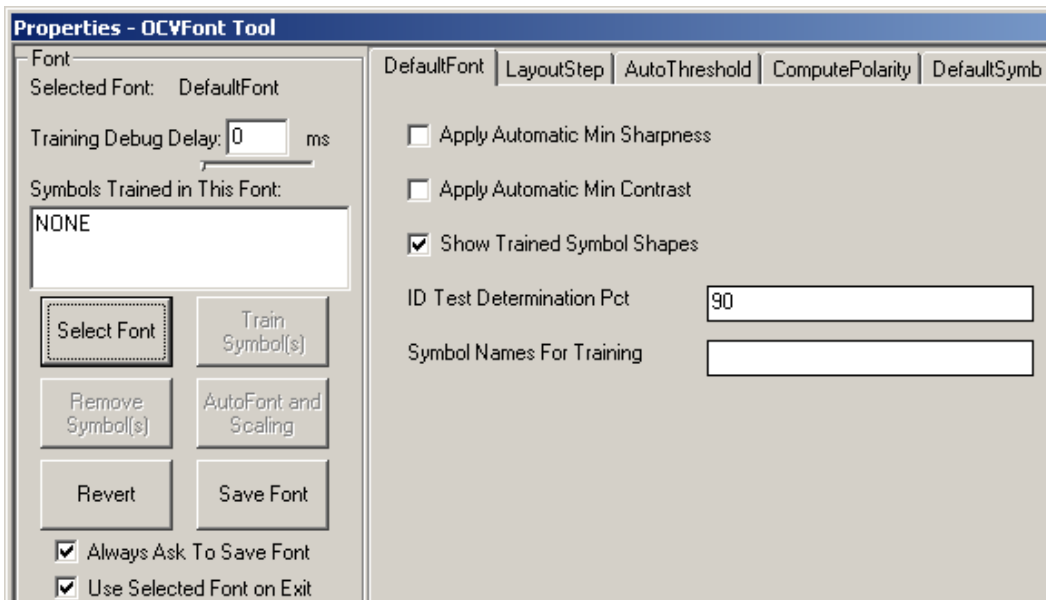 Properties - OCVFont Tool
Font
Selected Font: DefaultFont
Training Debug Delay: 0 ms
Symbols Trained in This Font:
NONE
Select Font
Train
Symbol(s)
Remove
Symbol(s)
AutoFont and
Scaling
Revert
Save Font
Always Ask To Save Font
Use Selected Font on Exit
DefaultFont LayoutStep AutoThreshold ComputePolarity DefaultSymb
Apply Automatic Min Sharpness
Apply Automatic Min Contrast
Show Trained Symbol Shapes
ID Test Determination Pct 90
Symbol Names For Training